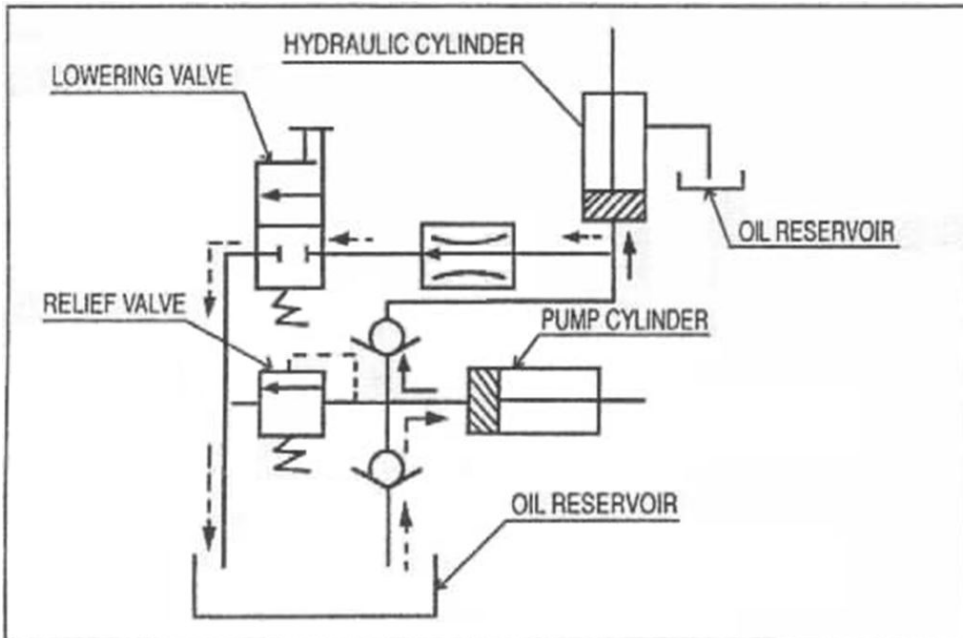 HYDRAULIC CYLINDER
LOWERING VALVE
OIL RESERVOIR
RELIEF VALVE
PUMP CYLINDER
OIL RESERVOIR